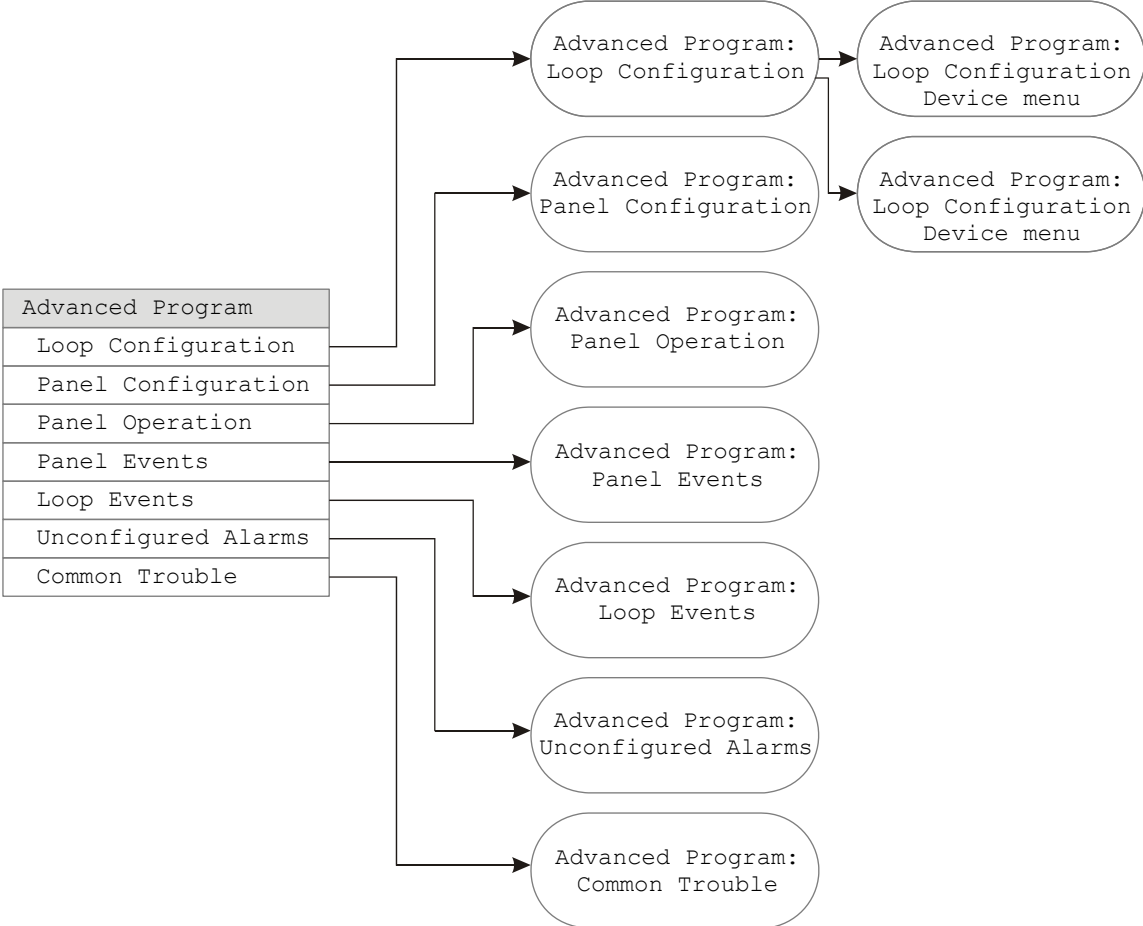 Advanced Program:
Loop Configuration
Advanced Program:
Loop Configuration
Device menu
Advanced Program:
Panel Configuration
Advanced Program:
Loop Configuration
Device menu
Advanced Program
Loop Configuration
Panel Configuration
Panel Operation
Panel Events
Loop Events
Unconfigured Alarms
Common Trouble
Advanced Program:
Panel Operation
Advanced Program:
Panel Events
Advanced Program:
Loop Events
Advanced Program:
Unconfigured Alarms
Advanced Program:
Common Trouble